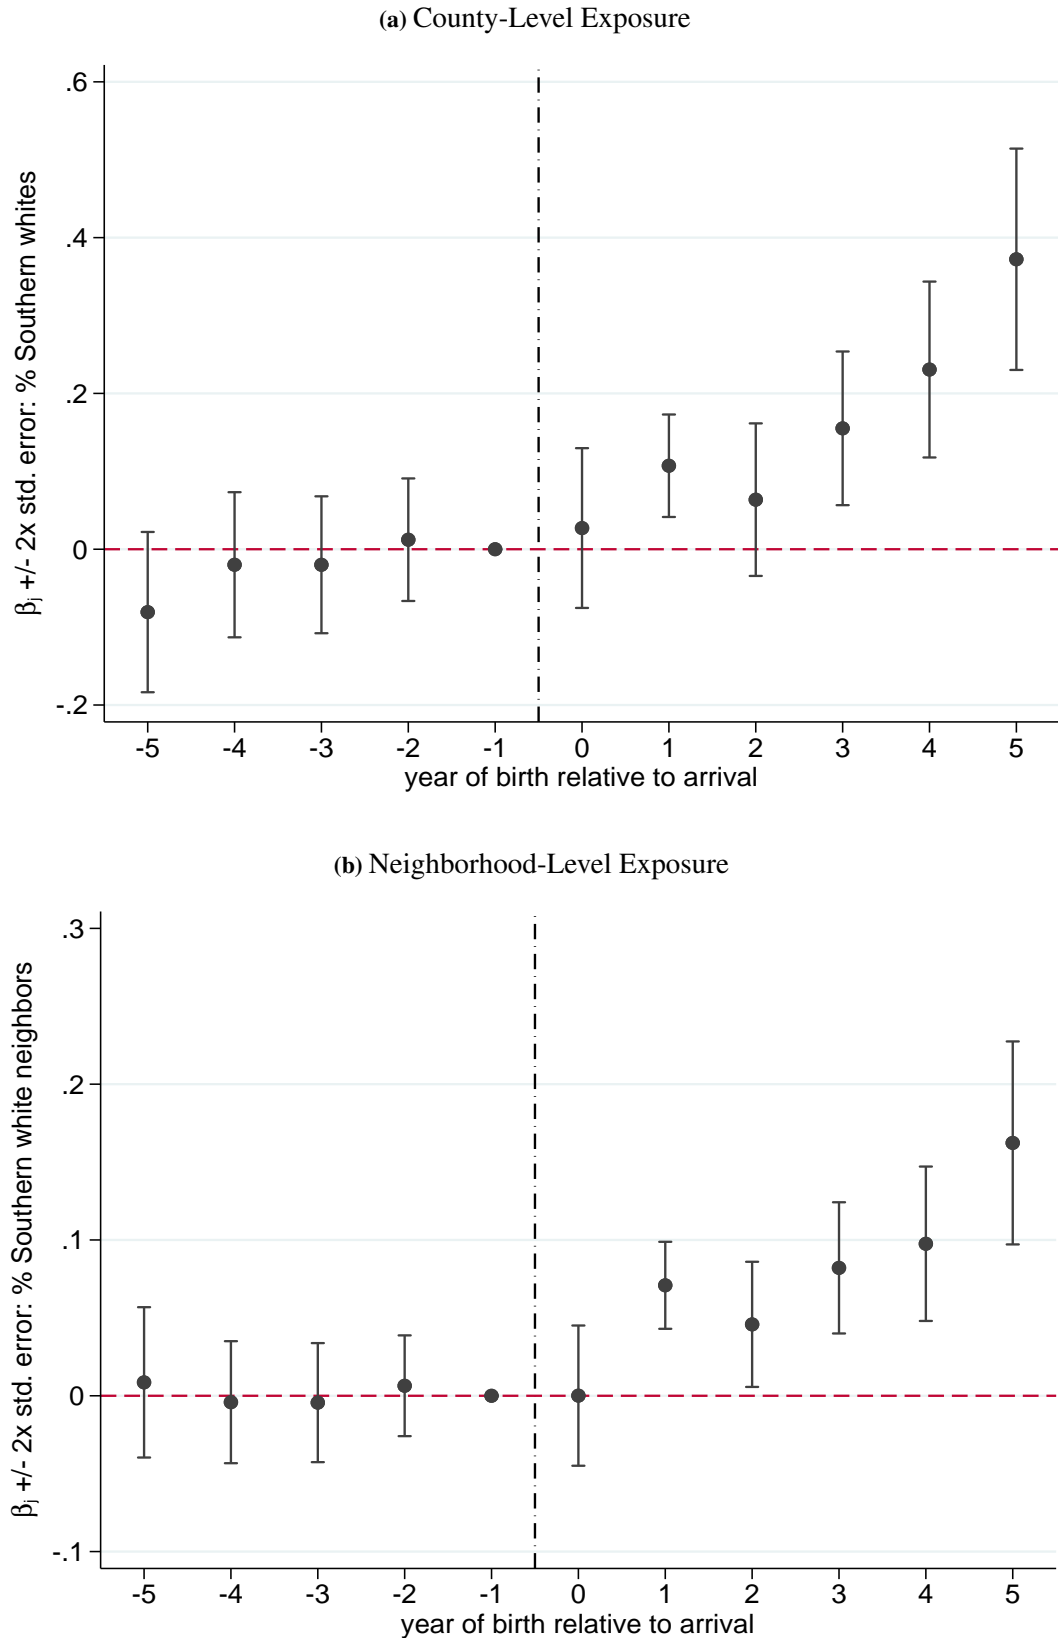 (a) County-Level Exposure
βj +/- 2x std. error: % Southern whites
.6
.4
.2
0
-.2
-5 -4 -3 -2 -1 0 1 2 3 4 5
year of birth relative to arrival
(b) Neighborhood-Level Exposure
βj +/- 2x std. error: % Southern white neighbors
.3
.2
.1
0
-.1
-5 -4 -3 -2 -1 0 1 2 3 4 5
year of birth relative to arrival